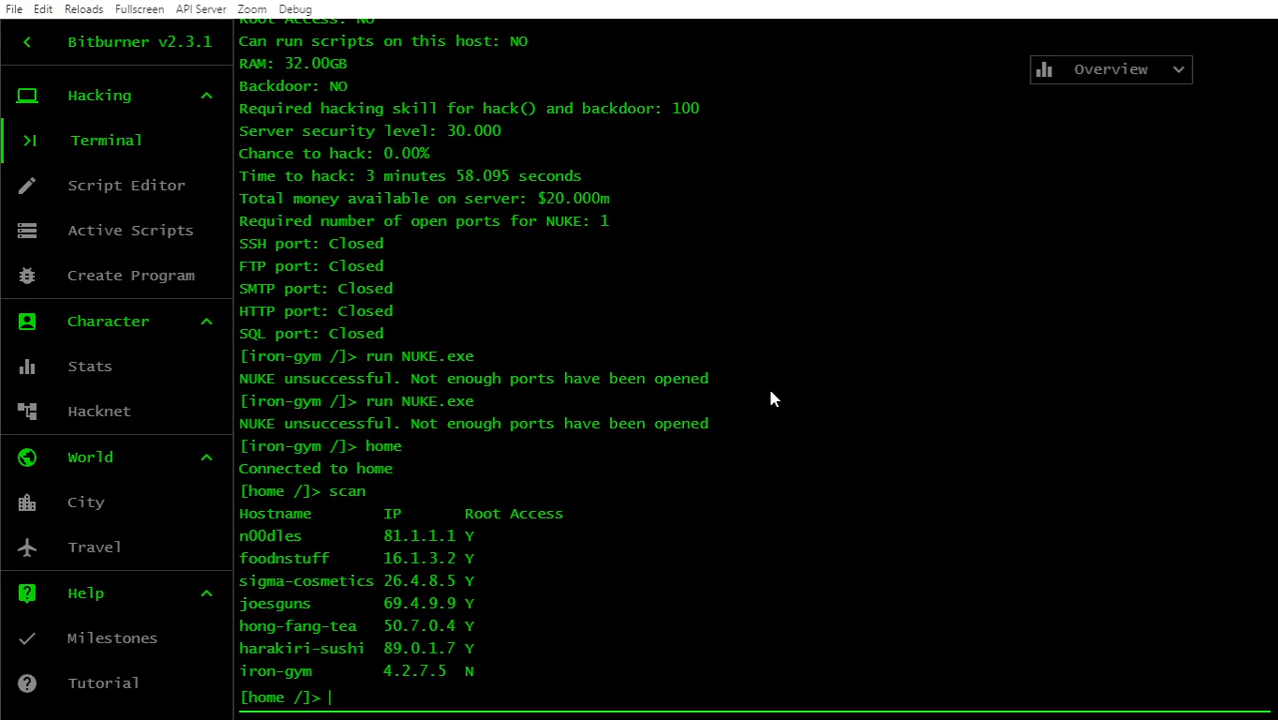 File Edit Reloads Fullscreen API Server Zoom Debug
Bitburner v2.3.1
Hacking
Terminal
Script Editor
Active Scripts
Create Program
Character
Stats
Hacknet
World
City
Travel
Help
Milestones
Tutorial
Root Access: NO
Can run scripts on this host: NO
RAM: 32.00GB
Backdoor: NO
Required hacking skill for hack() and backdoor: 100
Server security level: 30.000
Chance to hack: 0.00%
Time to hack: 3 minutes 58.095 seconds
Total money available on server: $20.000m
Required number of open ports for NUKE: 1
SSH port: Closed
FTP port: Closed
SMTP port: Closed
HTTP port: Closed
SQL port: Closed
[iron-gym /]> run NUKE.exe
NUKE unsuccessful. Not enough ports have been opened
[iron-gym /]> run NUKE.exe
NUKE unsuccessful. Not enough ports have been opened
[iron-gym /]> home
Connected to home
[home /]> scan
Hostname IP Root Access
n00dles 81.1.1.1 Y
foodnstuff 16.1.3.2 Y
sigma-cosmetics 26.4.8.5 Y
joesguns 69.4.9.9 Y
hong-fang-tea 50.7.0.4 Y
harakiri-sushi 89.0.1.7 Y
iron-gym 4.2.7.5 N
[home /]>
Overview